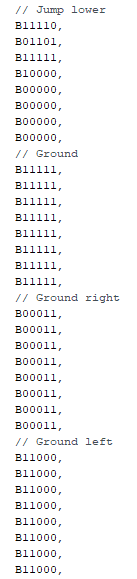 // Jump lower
B11110,
B01101,
B11111,
B10000,
B00000,
B00000,
B00000,
B00000,
// Ground
B11111,
B11111,
B11111,
B11111,
B11111,
B11111,
B11111,
B11111,
// Ground right
B00011,
B00011,
B00011,
B00011,
B00011,
B00011,
B00011,
B00011,
// Ground left
B11000,
B11000,
B11000,
B11000,
B11000,
B11000,
B11000,
B11000,